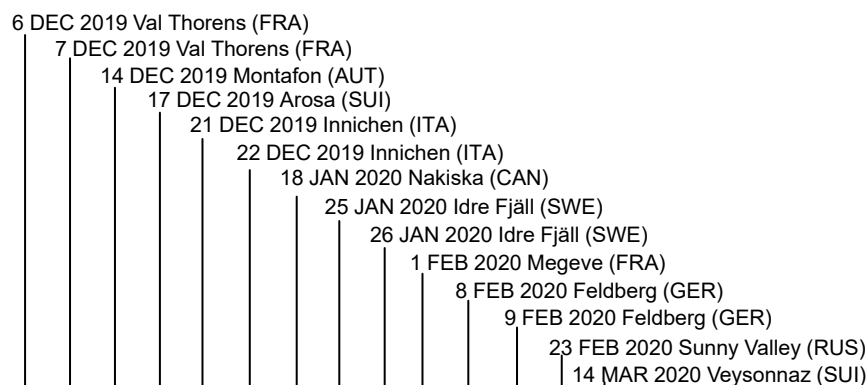 6 DEC 2019 Val Thorens (FRA)
7 DEC 2019 Val Thorens (FRA)
14 DEC 2019 Montafon (AUT)
17 DEC 2019 Arosa (SUI)
21 DEC 2019 Innichen (ITA)
22 DEC 2019 Innichen (ITA)
18 JAN 2020 Nakiska (CAN)
25 JAN 2020 Idre Fjäll (SWE)
26 JAN 2020 Idre Fjäll (SWE)
1 FEB 2020 Megeve (FRA)
8 FEB 2020 Feldberg (GER)
9 FEB 2020 Feldberg (GER)
23 FEB 2020 Sunny Valley (RUS)
14 MAR 2020 Veysonnaz (SUI)